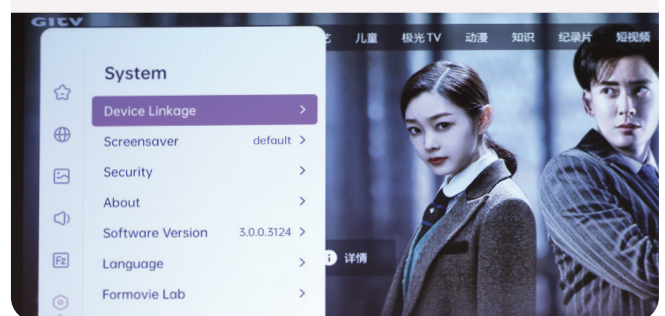 GITV
艺 儿童 极光TV 动漫 知识 纪录片 短视频
System
Device Linkage
Screensaver default
Security
About
Software Version 3.0.0.3124
Fz
Language
Formovie Lab
详情